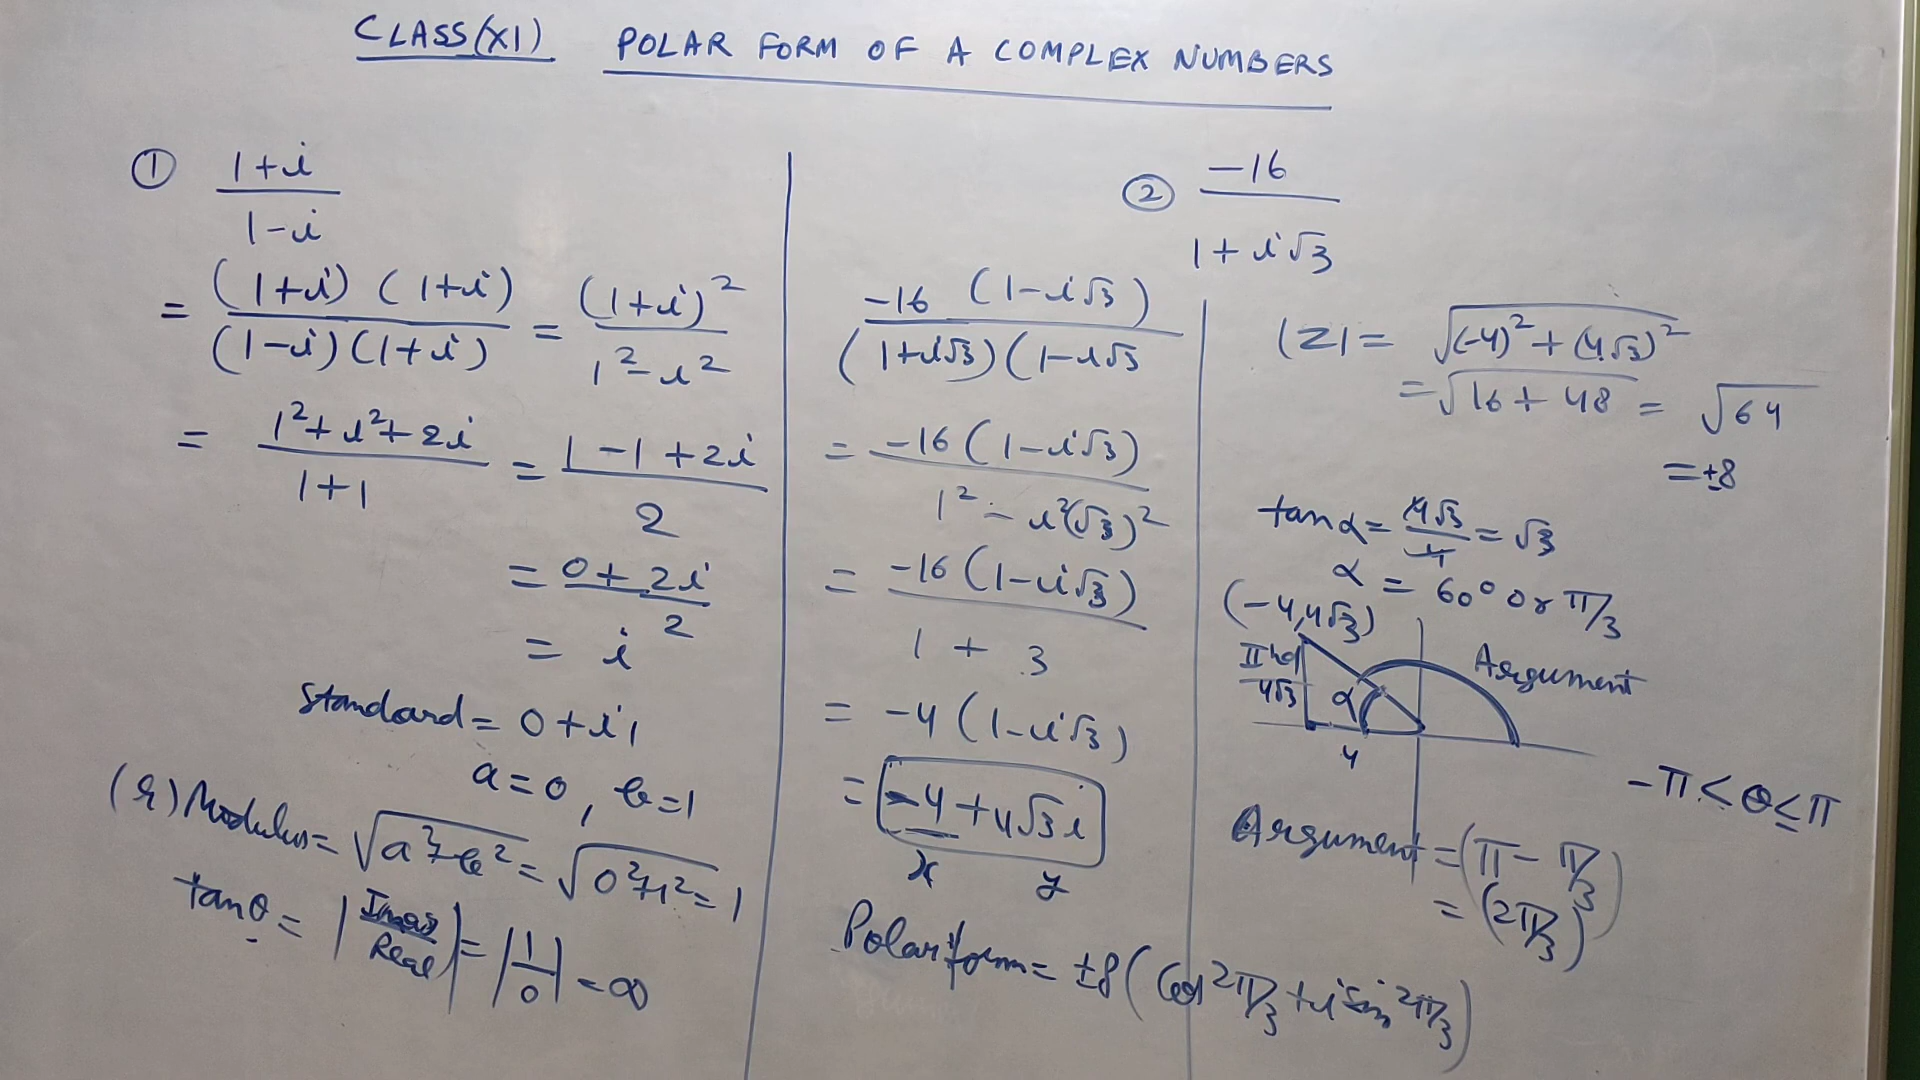 CLASS(XI) POLAR FORM OF A COMPLEX NUMBERS
① (1+i)/(1-i)
= (1+i)(1+i)/(1-i)(1+i) = (1+i)²/(1²-i²)
= (1²+i²+2i)/(1+1) = (1-1+2i)/2
= (0+2i)/2
= i
Standard = 0+i1
a=0, b=1
(r) Modulus = √(a²+b²) = √(0²+1²) = 1
tanθ = |Imag/Real| = |1/0| = ∞
② -16/(1+i√3)
-16(1-i√3)/(1+i√3)(1-i√3
= -16(1-i√3)/(1²-i²(√3)²)
= -16(1-i√3)/(1+3)
= -4(1-i√3)
= -4+4√3i
x y
Polar form = ±8(Cos 2π/3 + i Sin 2π/3)
|Z| = √((-4)²+(4√3)²)
= √(16+48) = √64
= ±8
tanα = 4√3/4 = √3
α = 60° or π/3
(-4,4√3)
IInd
4√3
α
4
Argument
-π<θ≤π
Argument = (π-π/3)
= (2π/3)